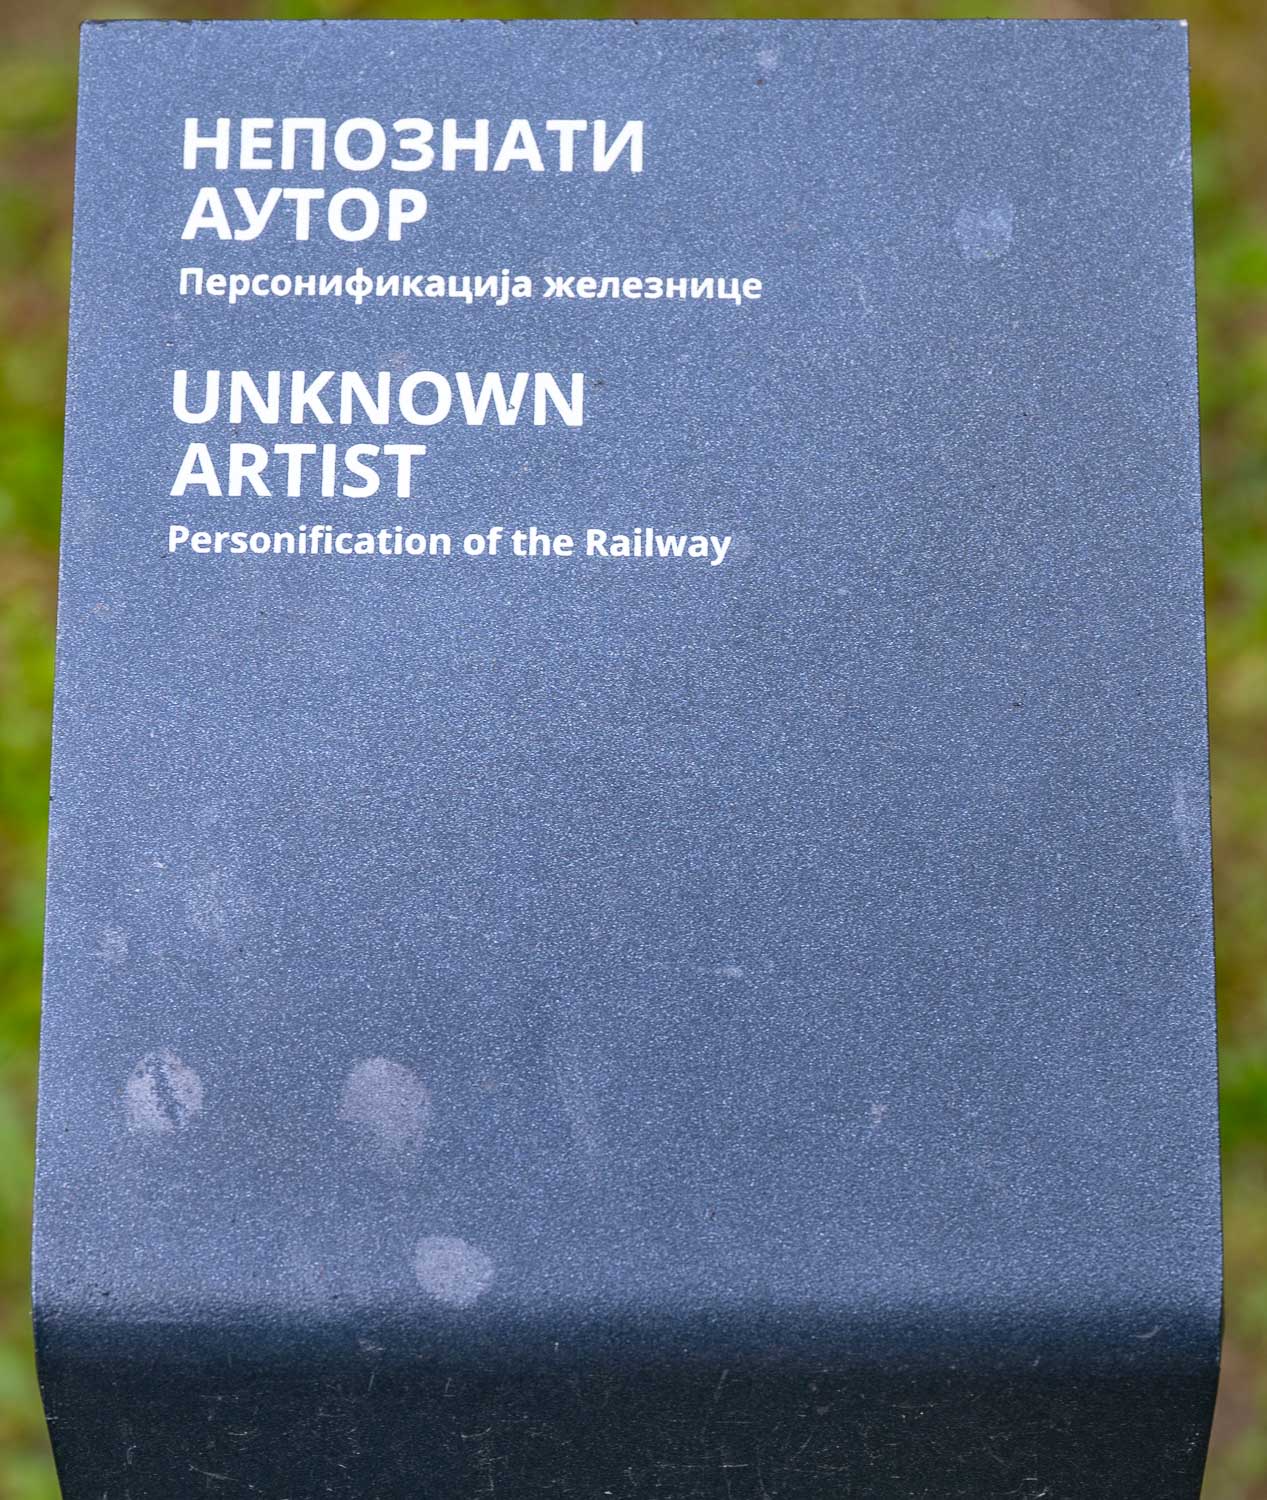 НЕПОЗНАТИ
АУТОР
Персонификација железнице
UNKNOWN
ARTIST
Personification of the Railway